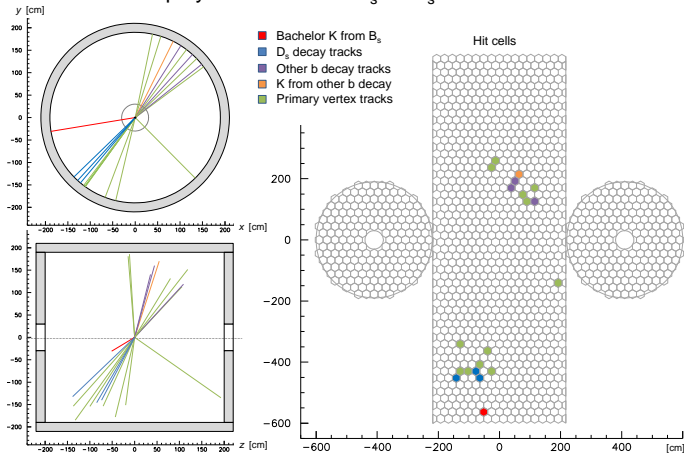 y [cm]
200
150
100
50
0
−50
−100
−150
−200
−200 −150 −100 −50 0 50 100 150 200
x [cm]
Bachelor K from Bs
Ds decay tracks
Other b decay tracks
K from other b decay
Primary vertex tracks
200
150
100
50
0
−50
−100
−150
−200
−200 −150 −100 −50 0 50 100 150 200
z [cm]
Hit cells
200
0
−200
−400
−600
−600 −400 −200 0 200 400
[cm]